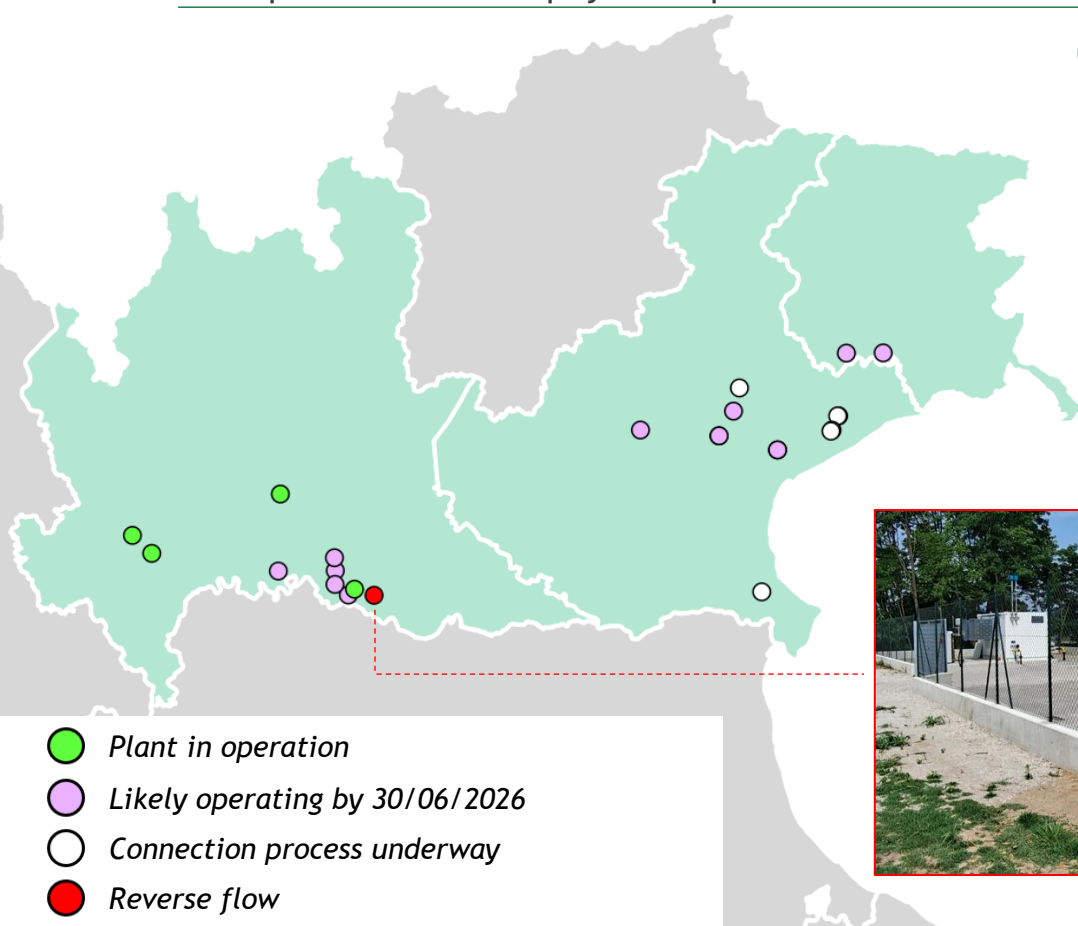 Plant in operation
Likely operating by 30/06/2026
Connection process underway
Reverse flow